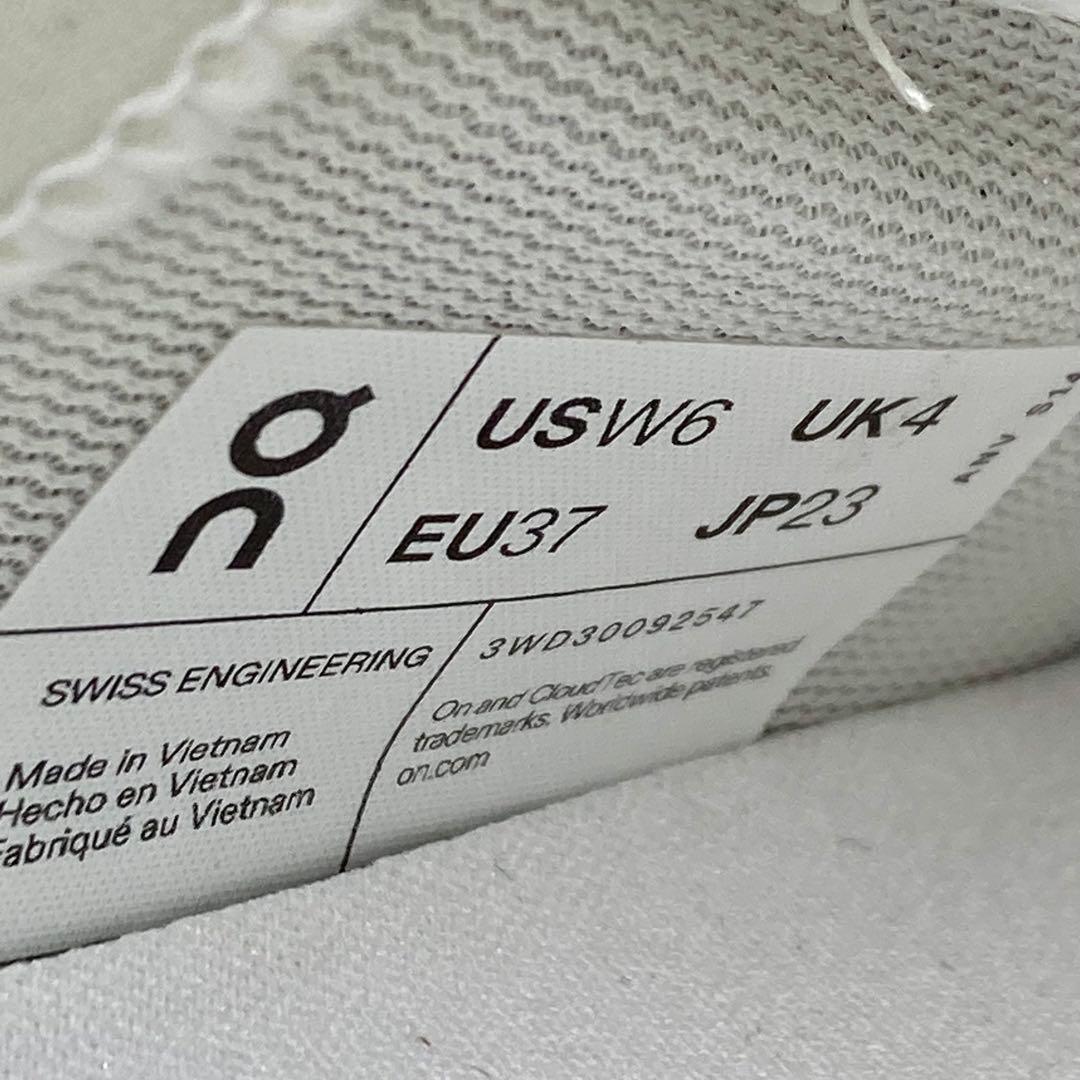 On
USW6 UK4
EU37 JP23
SWISS ENGINEERING
3WD30092547
Made in Vietnam
Hecho en Vietnam
Fabriqué au Vietnam
On and CloudTec are registered
trademarks. Worldwide patents.
on.com